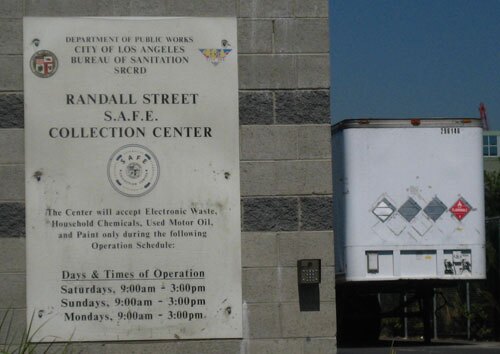 DEPARTMENT OF PUBLIC WORKS
CITY OF LOS ANGELES
BUREAU OF SANITATION
SRCRD
RANDALL STREET
S.A.F.E.
COLLECTION CENTER
SAFE
The Center will accept Electronic Waste,
Household Chemicals, Used Motor Oil,
and Paint only during the following
Operation Schedule:
Days & Times of Operation
Saturdays, 9:00am - 3:00pm
Sundays, 9:00am - 3:00pm
Mondays, 9:00am - 3:00pm
298146